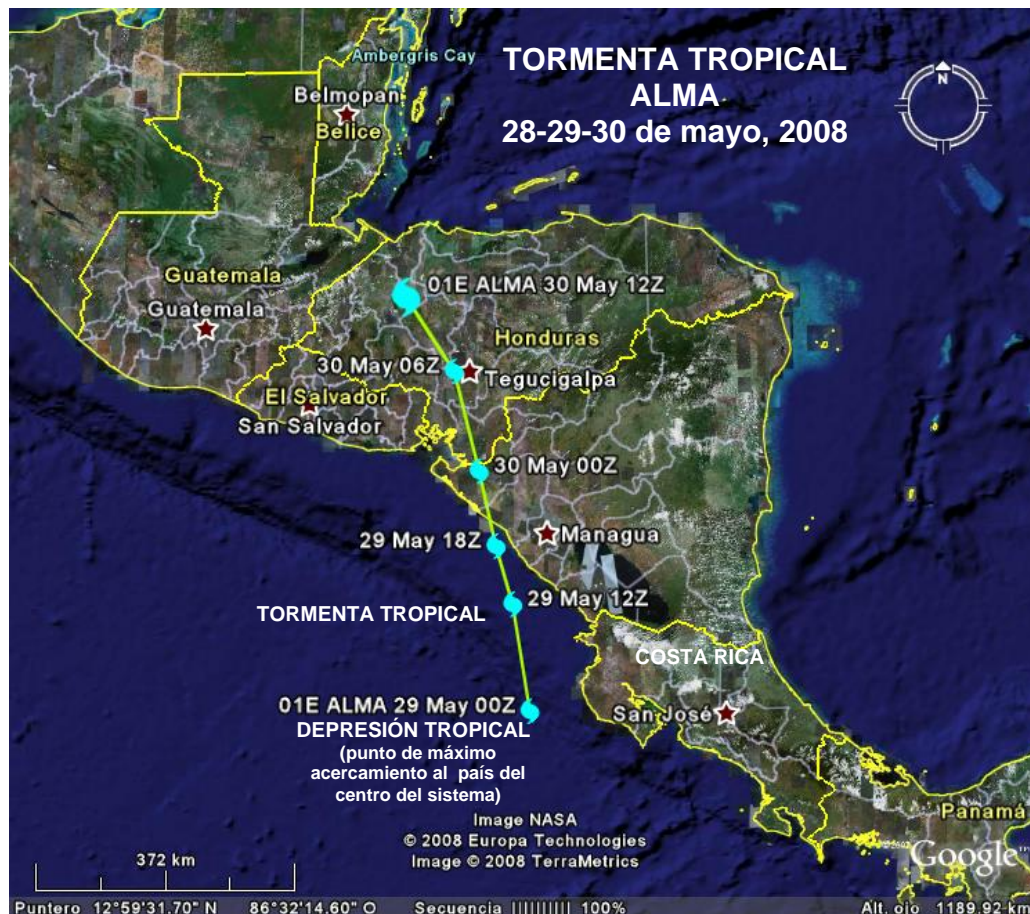 TORMENTA TROPICAL
ALMA
28-29-30 de mayo, 2008
N
Ambergris Cay
Belmopan
Belice
Guatemala
Guatemala
01E ALMA 30 May 12Z
Honduras
30 May 06Z
Tegucigalpa
El Salvador
San Salvador
30 May 00Z
29 May 18Z
Managua
29 May 12Z
TORMENTA TROPICAL
COSTA RICA
01E ALMA 29 May 00Z
San José
DEPRESIÓN TROPICAL
(punto de máximo
acercamiento al país del
centro del sistema)
Panamá
Image NASA
© 2008 Europa Technologies
Image © 2008 TerraMetrics
Google™
372 km
Puntero 12°59'31.70" N 86°32'14.60" O Secuencia |||||||||| 100% Alt. ojo 1189.92 km